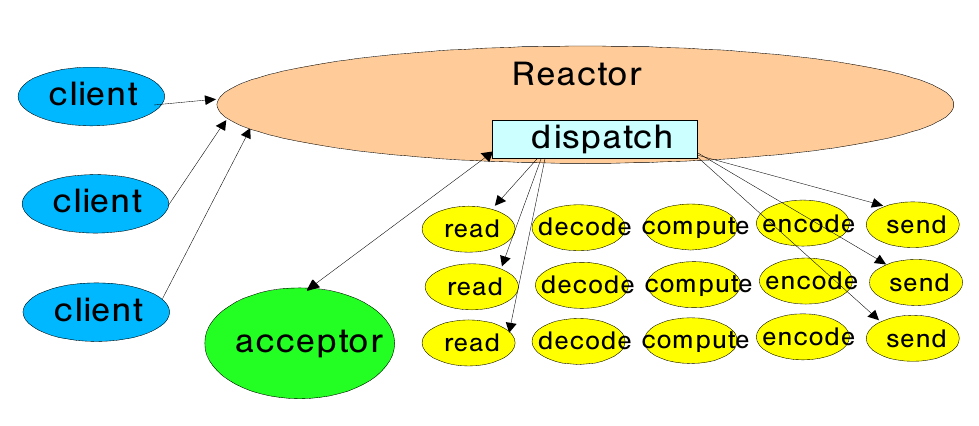 Reactor
client
dispatch
client
client
acceptor
read decode compute encode send
read decode compute encode send
read decode compute encode send